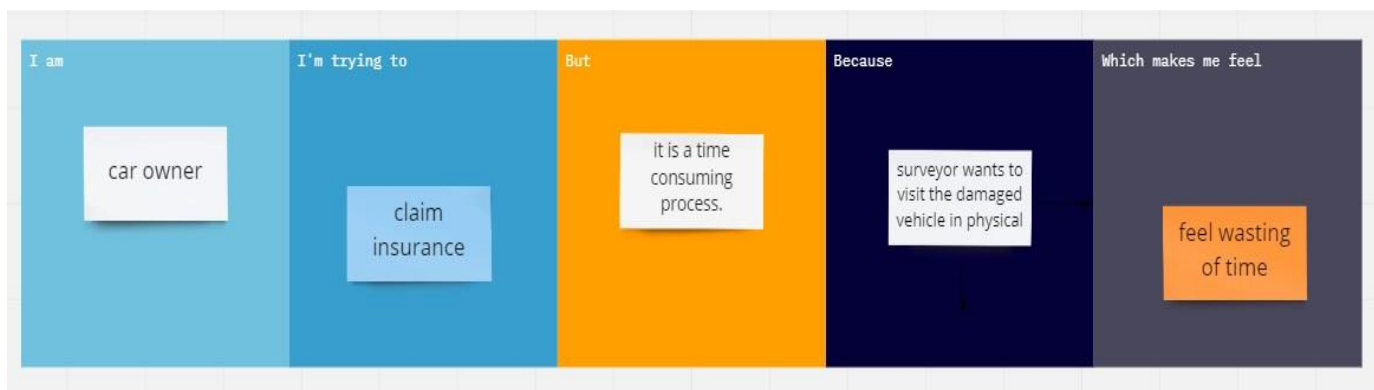 I am
I'm trying to
But
Because
Which makes me feel
car owner
claim
insurance
it is a time
consuming
process.
surveyor wants to
visit the damaged
vehicle in physical
feel wasting
of time